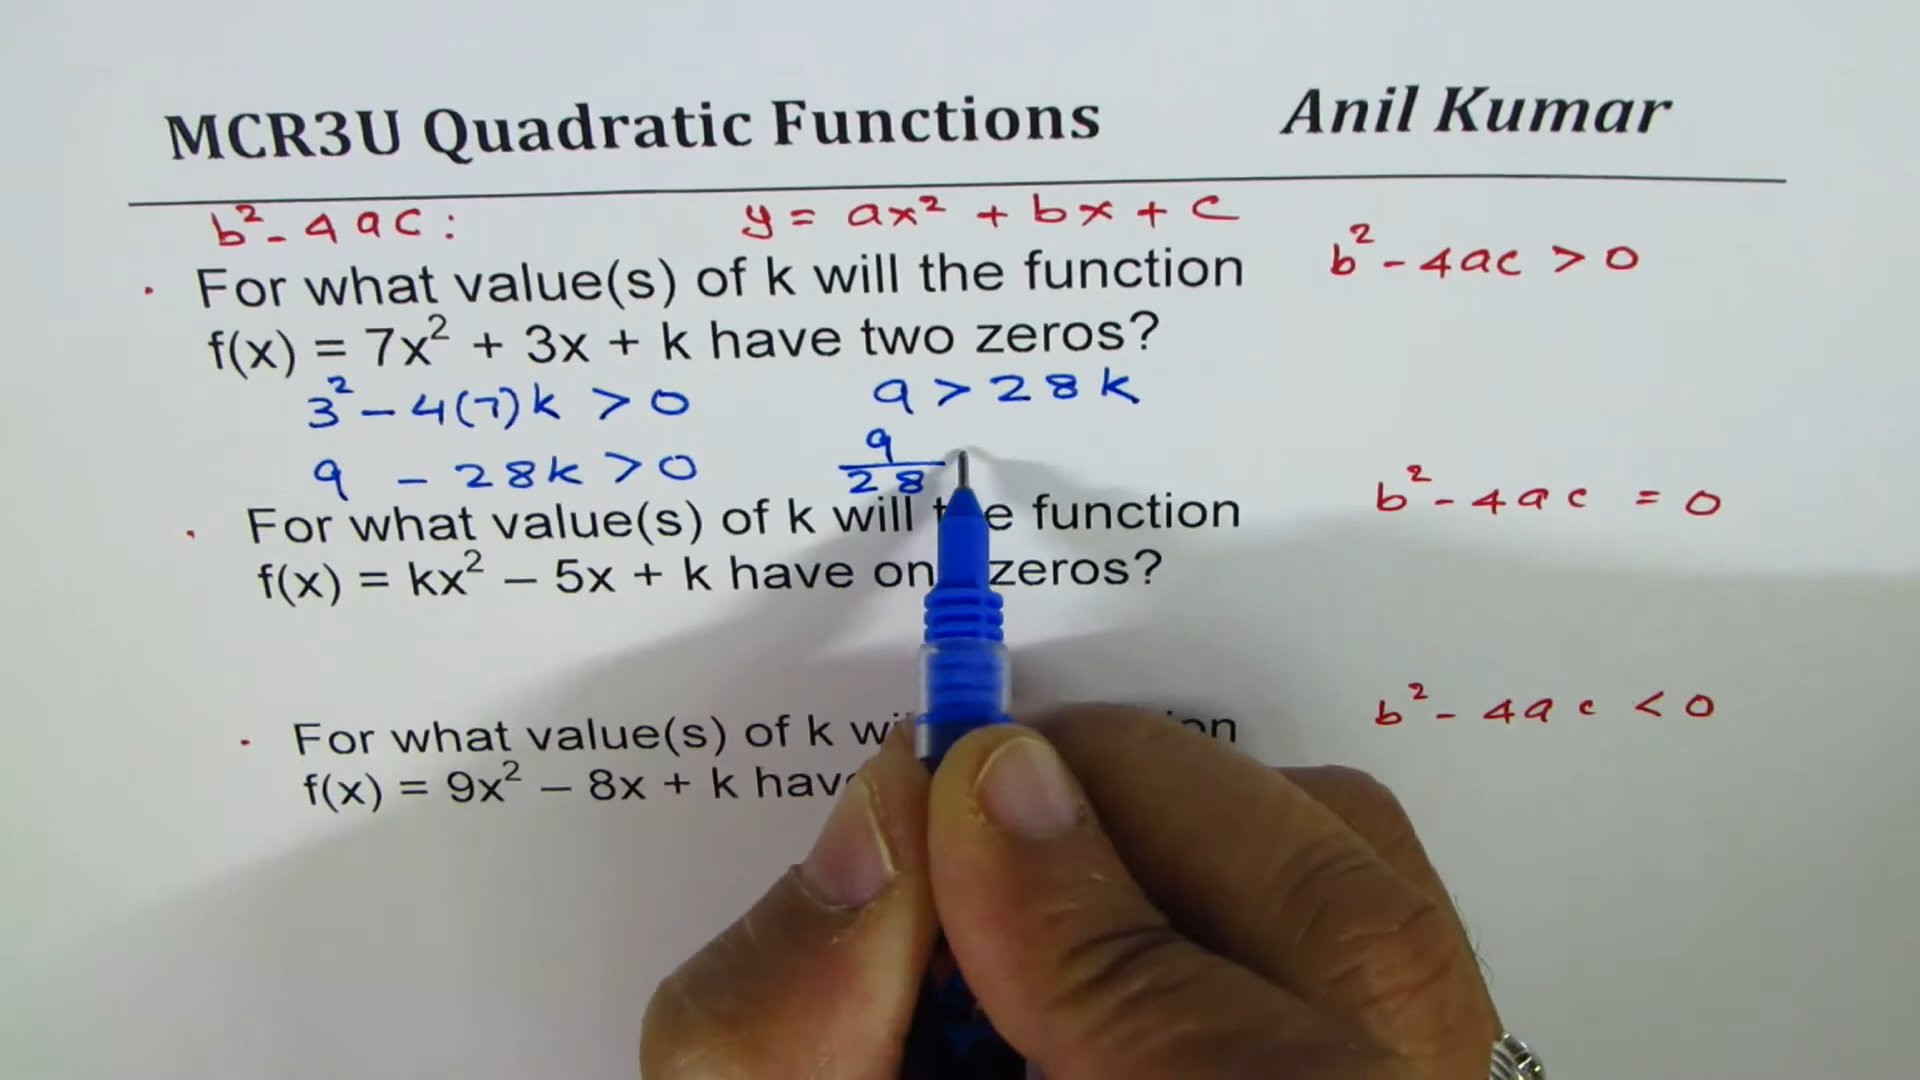 MCR3U Quadratic Functions Anil Kumar
b² - 4ac: y = ax² + bx + c
b² - 4ac > 0
For what value(s) of k will the function
f(x) = 7x² + 3x + k have two zeros?
3² - 4(7)k > 0 9 > 28k
9 - 28k > 0 9/28
b² - 4ac = 0
For what value(s) of k will function
f(x) = kx² – 5x + k have zeros?
b² - 4ac < 0
For what value(s) of k
f(x) = 9x² – 8x + k